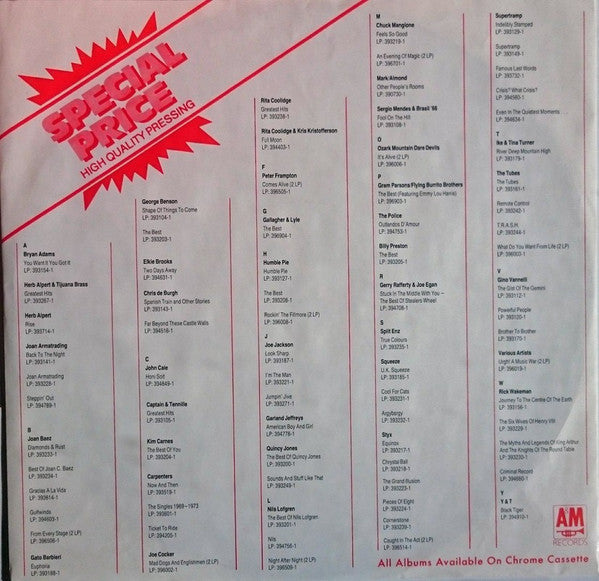 SPECIAL
PRICE
HIGH QUALITY PRESSING
A
Bryan Adams
You Want It You Got It
LP: 393154-1
Herb Alpert & Tijuana Brass
Greatest Hits
LP: 393267-1
Herb Alpert
Rise
LP: 393714-1
Joan Armatrading
Back To The Night
LP: 393141-1
Joan Armatrading
LP: 393228-1
Steppin' Out
LP: 394789-1
B
Joan Baez
Diamonds & Rust
LP: 393233-1
Best Of Joan C. Baez
LP: 393234-1
Gracias A La Vida
LP: 393614-1
Gulfwinds
LP: 394603-1
From Every Stage (2 LP)
LP: 396506-1
Gato Barbieri
Euphoria
LP: 393188-1
George Benson
Shape Of Things To Come
LP: 393104-1
The Best
LP: 393203-1
Elkie Brooks
Two Days Away
LP: 394631-1
Chris de Burgh
Spanish Train and Other Stories
LP: 393143-1
Far Beyond These Castle Walls
LP: 394516-1
C
John Cale
Honi Soit
LP: 394849-1
Captain & Tennille
Greatest Hits
LP: 393105-1
Kim Carnes
The Best Of You
LP: 393204-1
Carpenters
Now And Then
LP: 393519-1
The Singles 1969–1973
LP: 393601-1
Ticket To Ride
LP: 394205-1
Joe Cocker
Mad Dogs And Englishmen (2 LP)
LP: 396002-1
Rita Coolidge
Greatest Hits
LP: 393238-1
Rita Coolidge & Kris Kristofferson
Full Moon
LP: 394403-1
F
Peter Frampton
Comes Alive (2 LP)
LP: 396505-1
G
Gallagher & Lyle
The Best
LP: 396904-1
H
Humble Pie
Humble Pie
LP: 393127-1
The Best
LP: 393208-1
Rockin' The Fillmore (2 LP)
LP: 396008-1
J
Joe Jackson
Look Sharp
LP: 393187-1
I'm The Man
LP: 393221-1
Jumpin' Jive
LP: 393271-1
Garland Jeffreys
American Boy And Girl
LP: 394778-1
Quincy Jones
The Best Of Quincy Jones
LP: 393200-1
Sounds And Stuff Like That
LP: 393249-1
L
Nils Lofgren
The Best Of Nils Lofgren
LP: 393201-1
Nils
LP: 394756-1
Night After Night (2 LP)
LP: 396509-1
M
Chuck Mangione
Feels So Good
LP: 393219-1
An Evening Of Magic (2 LP)
LP: 396701-1
Mark/Almond
Other People's Rooms
LP: 390730-1
Sergio Mendes & Brasil '66
Fool On The Hill
LP: 393108-1
O
Ozark Mountain Dare Devils
It's Alive (2 LP)
LP: 396006-1
P
Gram Parsons/Flying Burrito Brothers
The Best (Featuring Emmy Lou Harris)
LP: 396903-1
The Police
Outlandos D'Amour
LP: 394753-1
Billy Preston
The Best
LP: 393205-1
R
Gerry Rafferty & Joe Egan
Stuck In The Middle With You –
The Best Of Stealers Wheel
LP: 394708-1
S
Split Enz
True Colours
LP: 393235-1
Squeeze
U.K. Squeeze
LP: 393185-1
Cool For Cats
LP: 393231-1
Argybargy
LP: 393232-1
Styx
Equinox
LP: 393217-1
Chrystal Ball
LP: 393218-1
The Grand Illusion
LP: 393223-1
Pieces Of Eight
LP: 393224-1
Cornerstone
LP: 393239-1
Caught In The Act (2 LP)
LP: 396514-1
Supertramp
Indelibly Stamped
LP: 393129-1
Supertramp
LP: 393149-1
Famous Last Words
LP: 393732-1
Crisis? What Crisis?
LP: 394560-1
Even In The Quietest Moments . . .
LP: 394634-1
T
Ike & Tina Turner
River Deep Mountain High
LP: 393179-1
The Tubes
The Tubes
LP: 393161-1
Remote Control
LP: 393242-1
T.R.A.S.H.
LP: 393244-1
What Do You Want From Life (2 LP)
LP: 396003-1
V
Gino Vannelli
The Gist Of The Gemini
LP: 393112-1
Powerful People
LP: 393120-1
Brother To Brother
LP: 393170-1
Various Artists
Urgh! A Music War (2 LP)
LP: 396019-1
W
Rick Wakeman
Journey To The Centre Of The Earth
LP: 393156-1
The Six Wives Of Henry VIII
LP: 393229-1
The Myths And Legends Of King Arthur
And The Knights Of The Round Table
LP: 393230-1
Criminal Record
LP: 394660-1
Y
Y & T
Black Tiger
LP: 394910-1
A&M
RECORDS
All Albums Available On Chrome Cassette